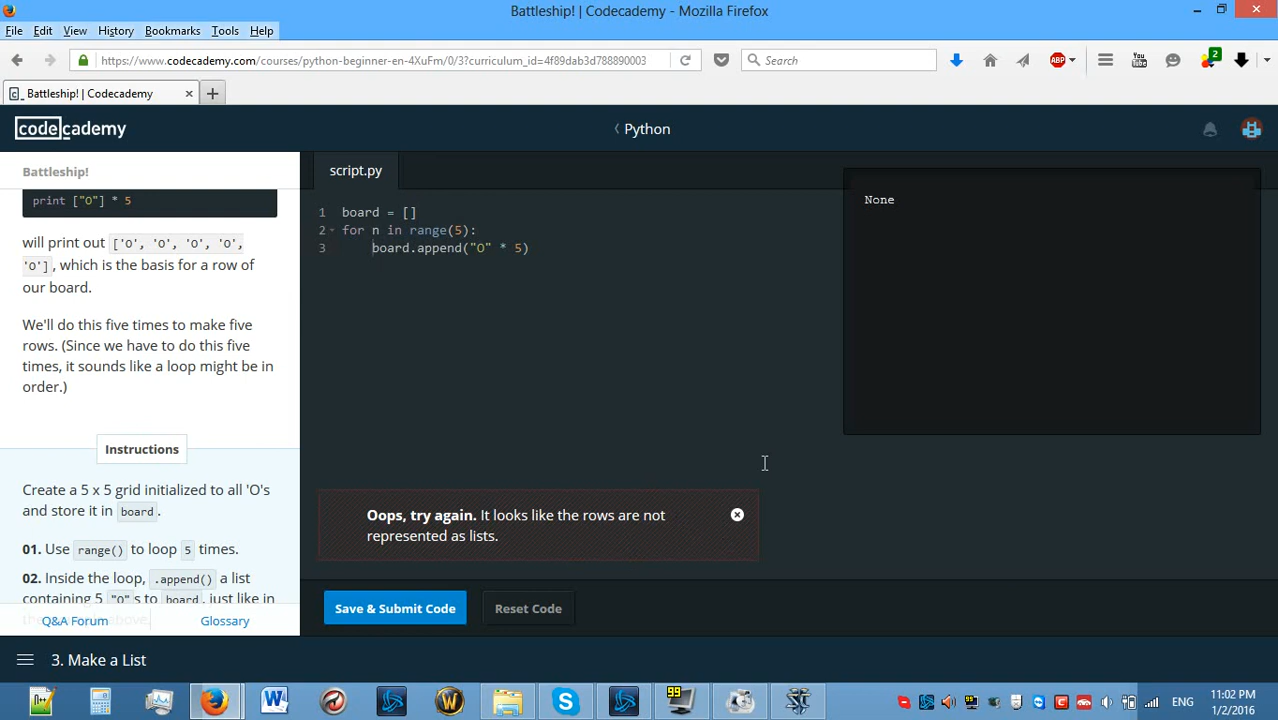 Battleship! | Codecademy - Mozilla Firefox
File Edit View History Bookmarks Tools Help
https://www.codecademy.com/courses/python-beginner-en-4XuFm/0/3?curriculum_id=4f89dab3d788890003
Search
ABP
You Tube
2
Battleship! | Codecademy
codecademy
Python
Battleship!
script.py
print ["O"] * 5
will print out ['O', 'O', 'O', 'O',
'O'], which is the basis for a row of
our board.
We'll do this five times to make five
rows. (Since we have to do this five
times, it sounds like a loop might be in
order.)
Instructions
Create a 5 x 5 grid initialized to all 'O's
and store it in board.
01. Use range() to loop 5 times.
02. Inside the loop, .append() a list
containing 5 "O"s to board, just like in
Q&A Forum
Glossary
1 board = []
2 for n in range(5):
3 board.append("O" * 5)
None
Oops, try again. It looks like the rows are not
represented as lists.
Save & Submit Code
Reset Code
3. Make a List
99
ENG
11:02 PM
1/2/2016